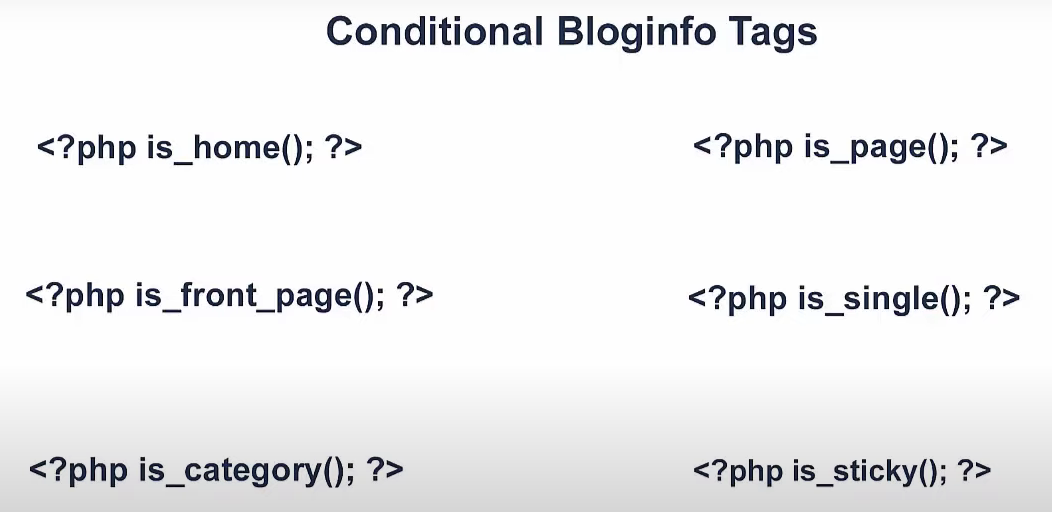 Conditional Bloginfo Tags
<?php is_home(); ?>
<?php is_page(); ?>
<?php is_front_page(); ?>
<?php is_single(); ?>
<?php is_category(); ?>
<?php is_sticky(); ?>